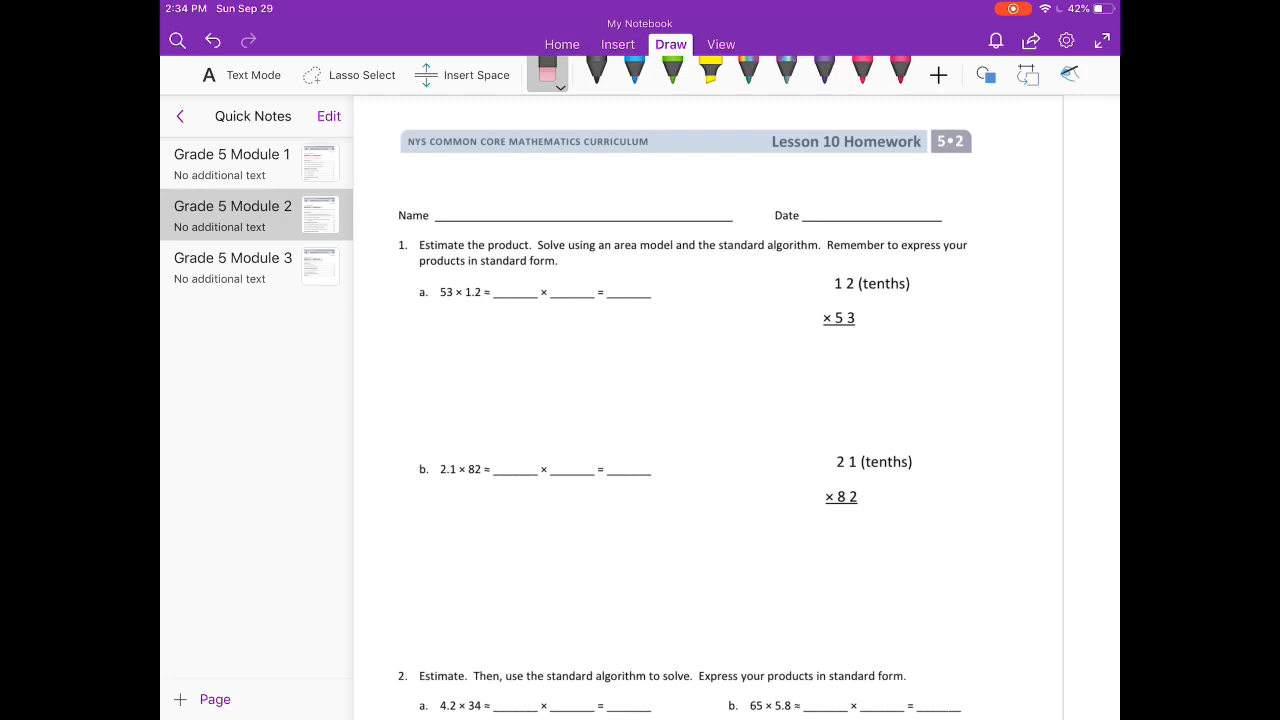 2:34 PM Sun Sep 29
42%
My Notebook
Home Insert Draw View
A Text Mode Lasso Select Insert Space
Quick Notes Edit
Grade 5 Module 1
No additional text
Grade 5 Module 2
No additional text
Grade 5 Module 3
No additional text
+ Page
NYS COMMON CORE MATHEMATICS CURRICULUM Lesson 10 Homework 5•2
Name ____________________ Date ____________________
1. Estimate the product. Solve using an area model and the standard algorithm. Remember to express your
products in standard form.
a. 53 × 1.2 ≈ _______ × _______ = _______
1 2 (tenths)
× 5 3
b. 2.1 × 82 ≈ _______ × _______ = _______
2 1 (tenths)
× 8 2
2. Estimate. Then, use the standard algorithm to solve. Express your products in standard form.
a. 4.2 × 34 ≈ _______ × _______ = _______ b. 65 × 5.8 ≈ _______ × _______ = _______